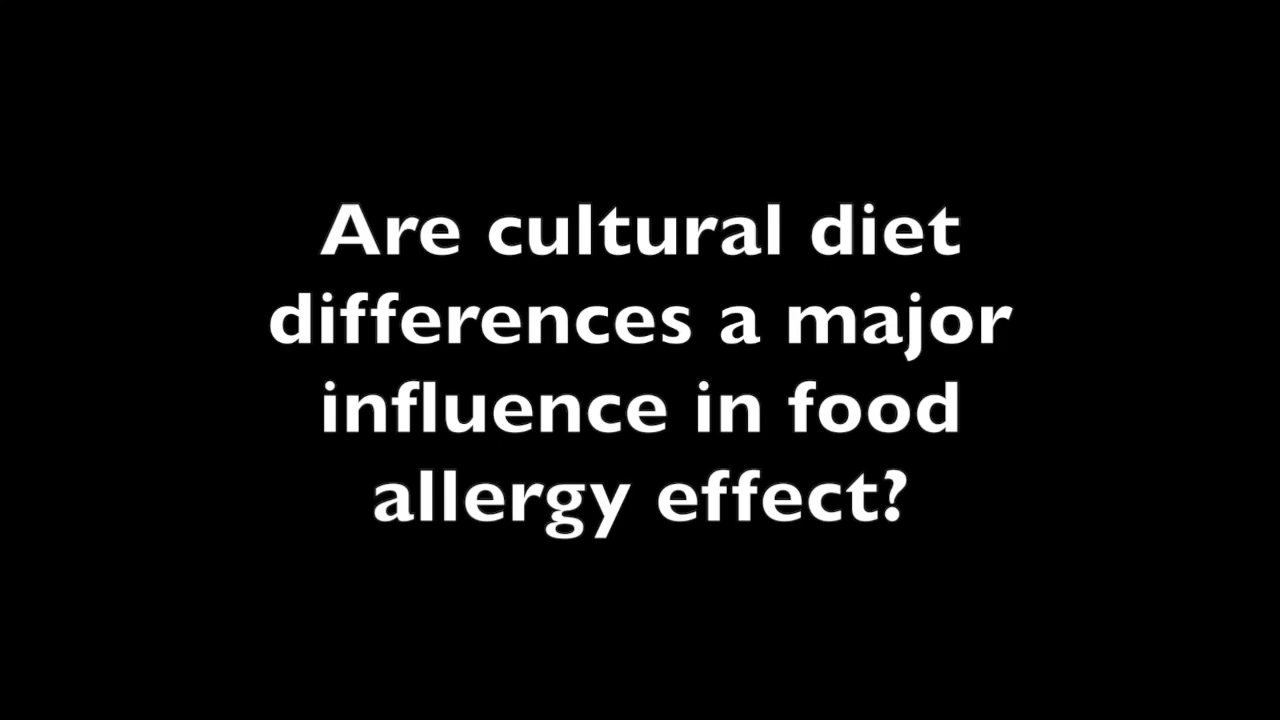 Are cultural diet
differences a major
influence in food
allergy effect?